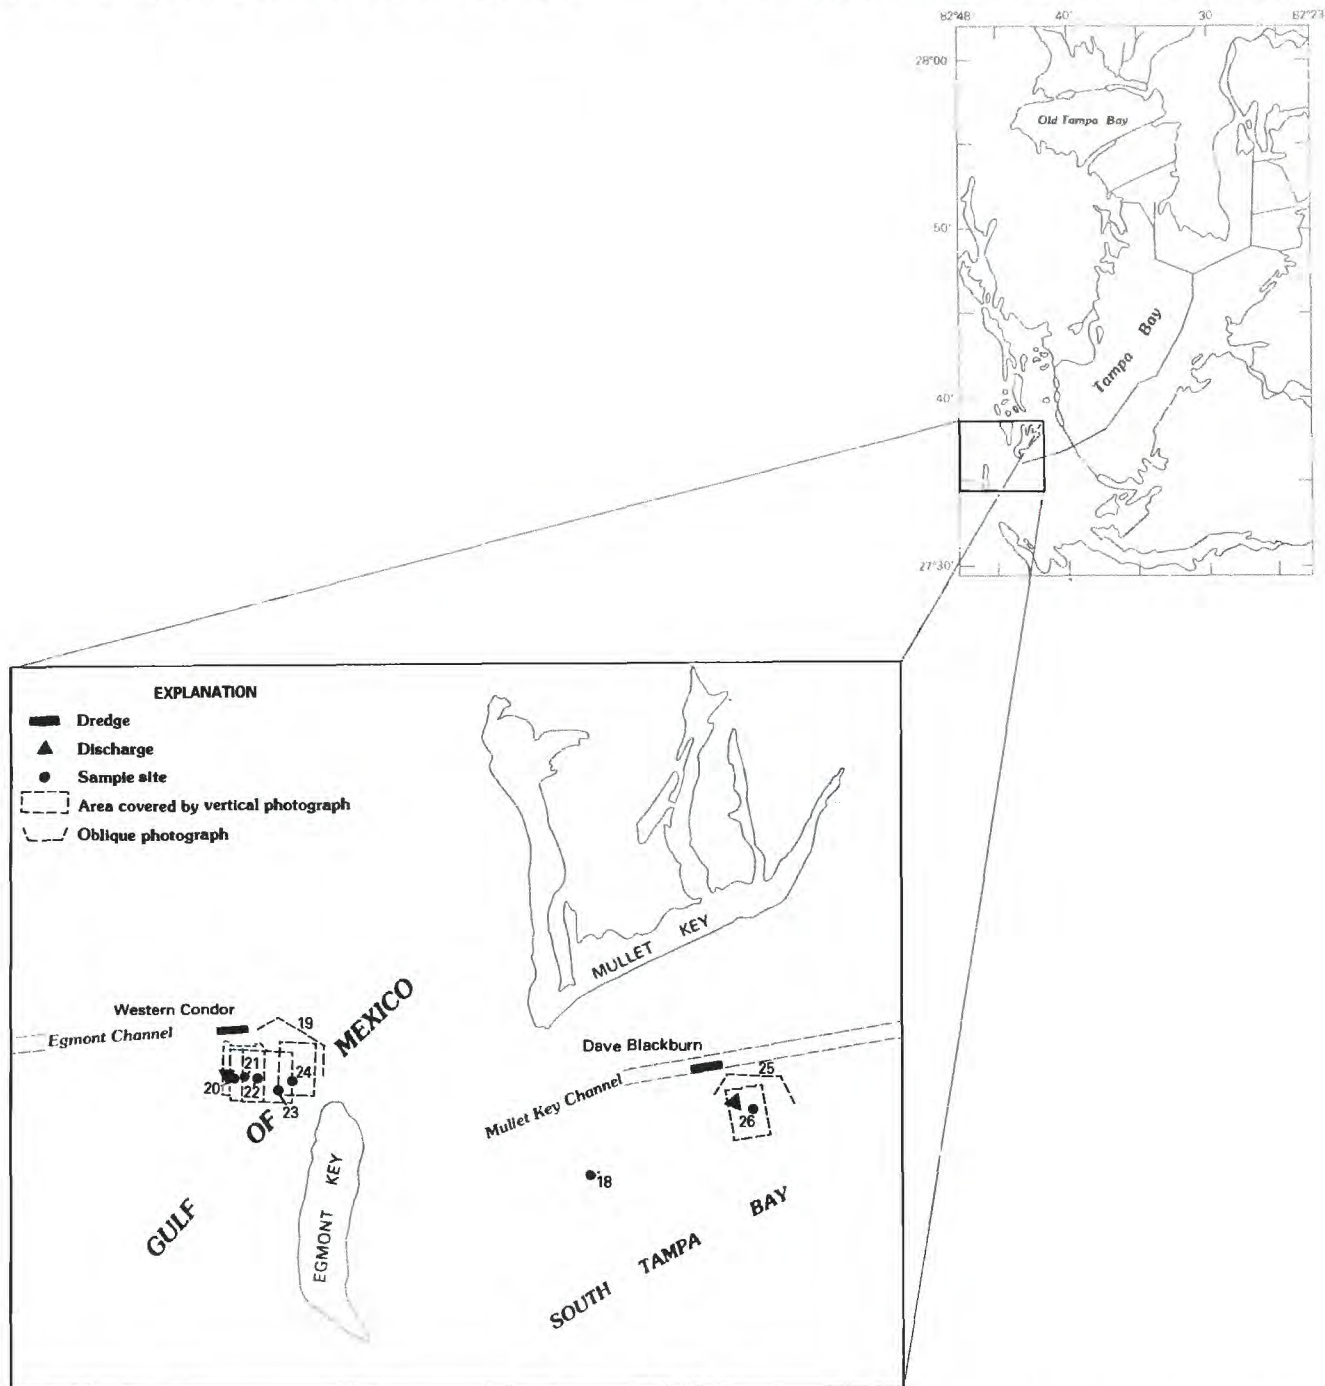 82°48'
40'
30
82°23
28°00
Old Tampa Bay
50'
Tampa Bay
40'
27°30'
EXPLANATION
Dredge
Discharge
Sample site
Area covered by vertical photograph
Oblique photograph
MULLET KEY
Western Condor
Egmont Channel
19
GULF OF MEXICO
21
24
20
22
23
Dave Blackburn
25
Mullet Key Channel
26
18
EGMONT KEY
SOUTH TAMPA BAY